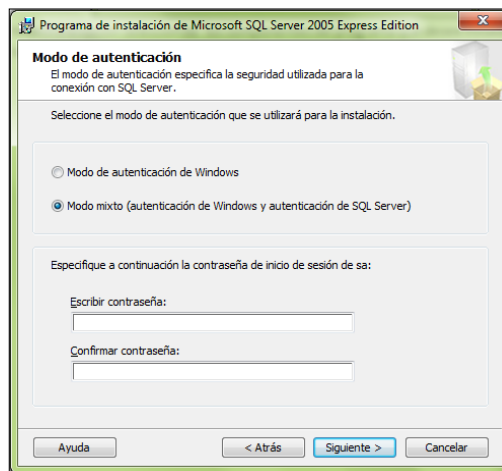 Programa de instalación de Microsoft SQL Server 2005 Express Edition
Modo de autenticación
El modo de autenticación especifica la seguridad utilizada para la
conexión con SQL Server.
Seleccione el modo de autenticación que se utilizará para la instalación.
Modo de autenticación de Windows
Modo mixto (autenticación de Windows y autenticación de SQL Server)
Especifique a continuación la contraseña de inicio de sesión de sa:
Escribir contraseña:
Confirmar contraseña:
Ayuda
< Atrás
Siguiente >
Cancelar